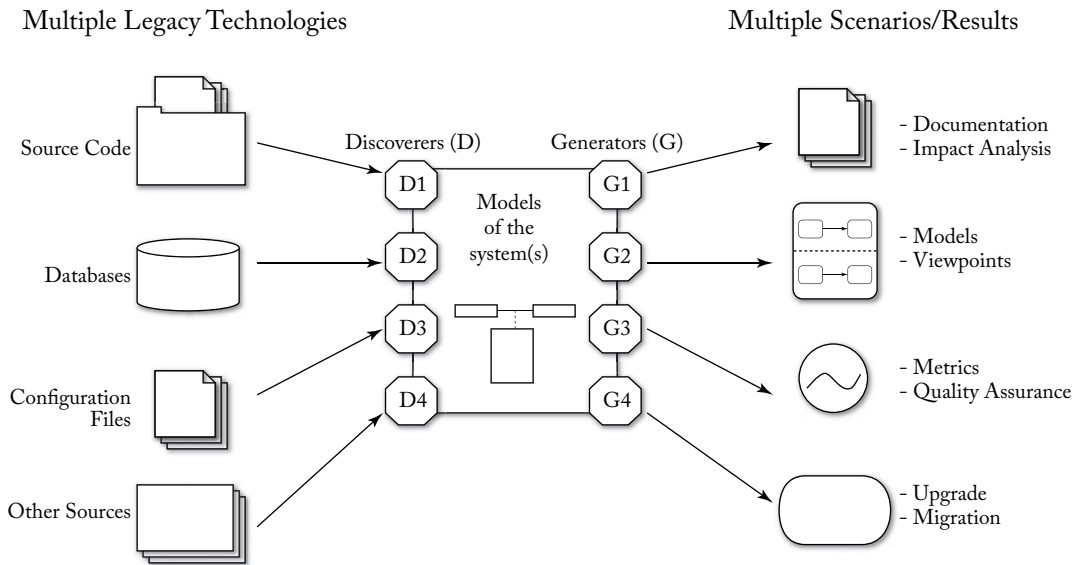 Multiple Legacy Technologies
Multiple Scenarios/Results
Source Code
Databases
Configuration
Files
Other Sources
Discoverers (D)
Generators (G)
D1
D2
D3
D4
Models
of the
system(s)
G1
G2
G3
G4
- Documentation
- Impact Analysis
- Models
- Viewpoints
- Metrics
- Quality Assurance
- Upgrade
- Migration